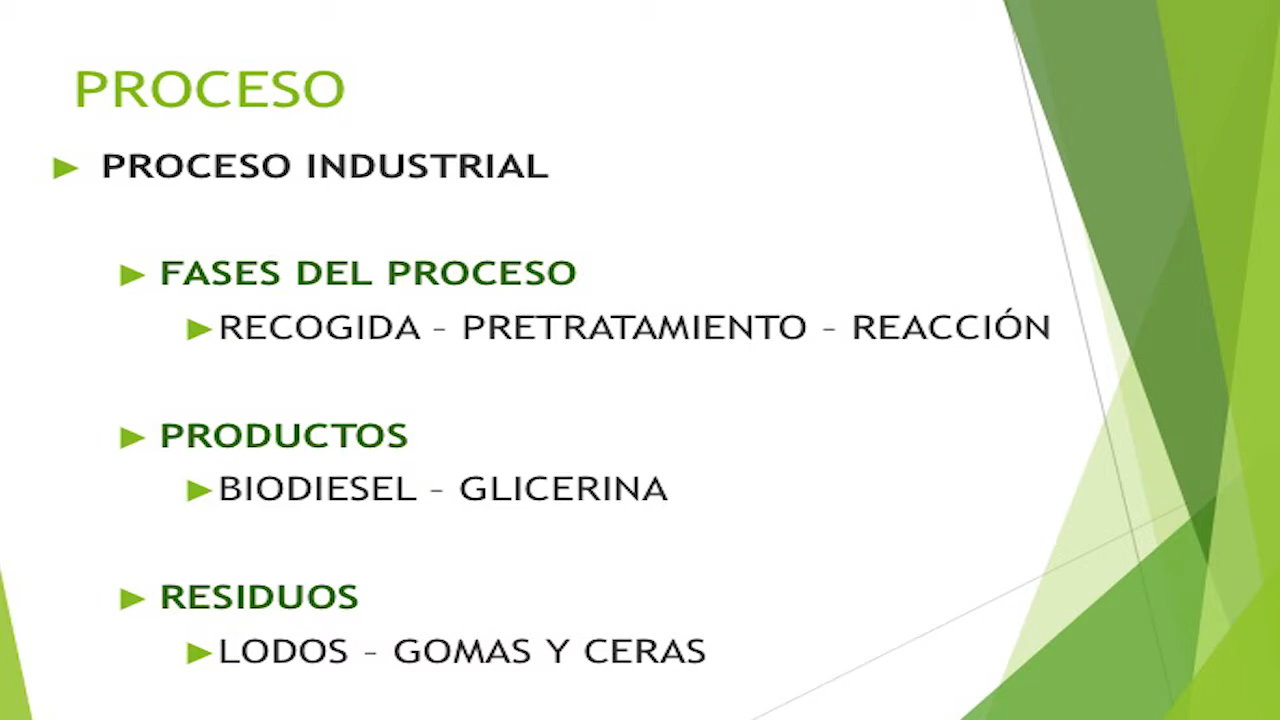 PROCESO
PROCESO INDUSTRIAL
FASES DEL PROCESO
RECOGIDA - PRETRATAMIENTO - REACCIÓN
PRODUCTOS
BIODIESEL - GLICERINA
RESIDUOS
LODOS - GOMAS Y CERAS